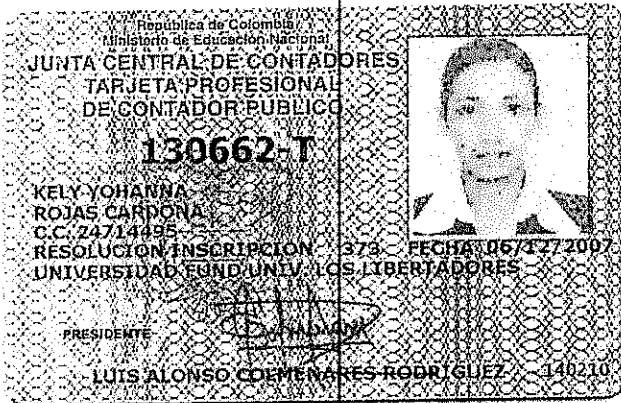 República de Colombia
Ministerio de Educación Nacional
JUNTA CENTRAL DE CONTADORES
TARJETA PROFESIONAL
DE CONTADOR PUBLICO
130662-T
KELY YOHANNA
ROJAS CARDONA
C.C. 24714495
RESOLUCION INSCRIPCION 373 FECHA 06/12/2007
UNIVERSIDAD FUND.UNIV. LOS LIBERTADORES
PRESIDENTE
LUIS ALONSO COLMENARES RODRIGUEZ 140210